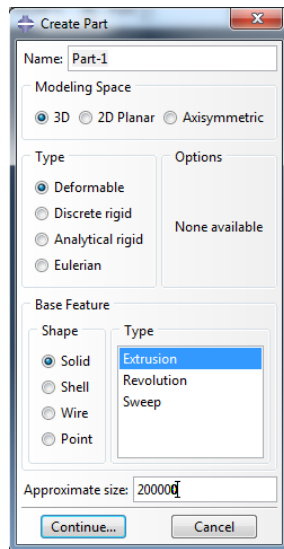 Create Part
Name: Part-1
Modeling Space
3D 2D Planar Axisymmetric
Type
Deformable
Discrete rigid
Analytical rigid
Eulerian
Options
None available
Base Feature
Shape
Solid
Shell
Wire
Point
Type
Extrusion
Revolution
Sweep
Approximate size: 200000
Continue... Cancel